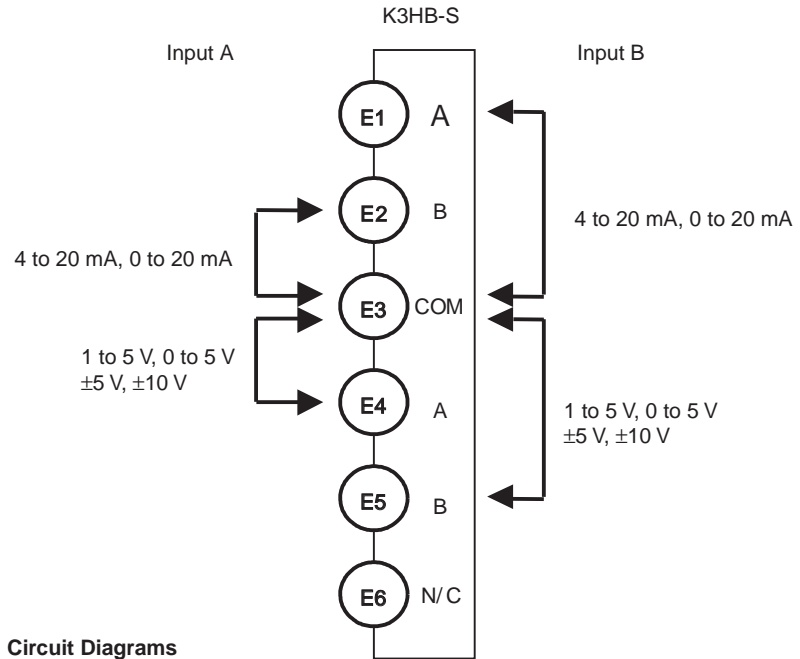 K3HB-S
Input A
Input B
E1 A
E2 B
4 to 20 mA, 0 to 20 mA
4 to 20 mA, 0 to 20 mA
E3 COM
1 to 5 V, 0 to 5 V
±5 V, ±10 V
E4 A
1 to 5 V, 0 to 5 V
±5 V, ±10 V
E5 B
E6 N/C
Circuit Diagrams